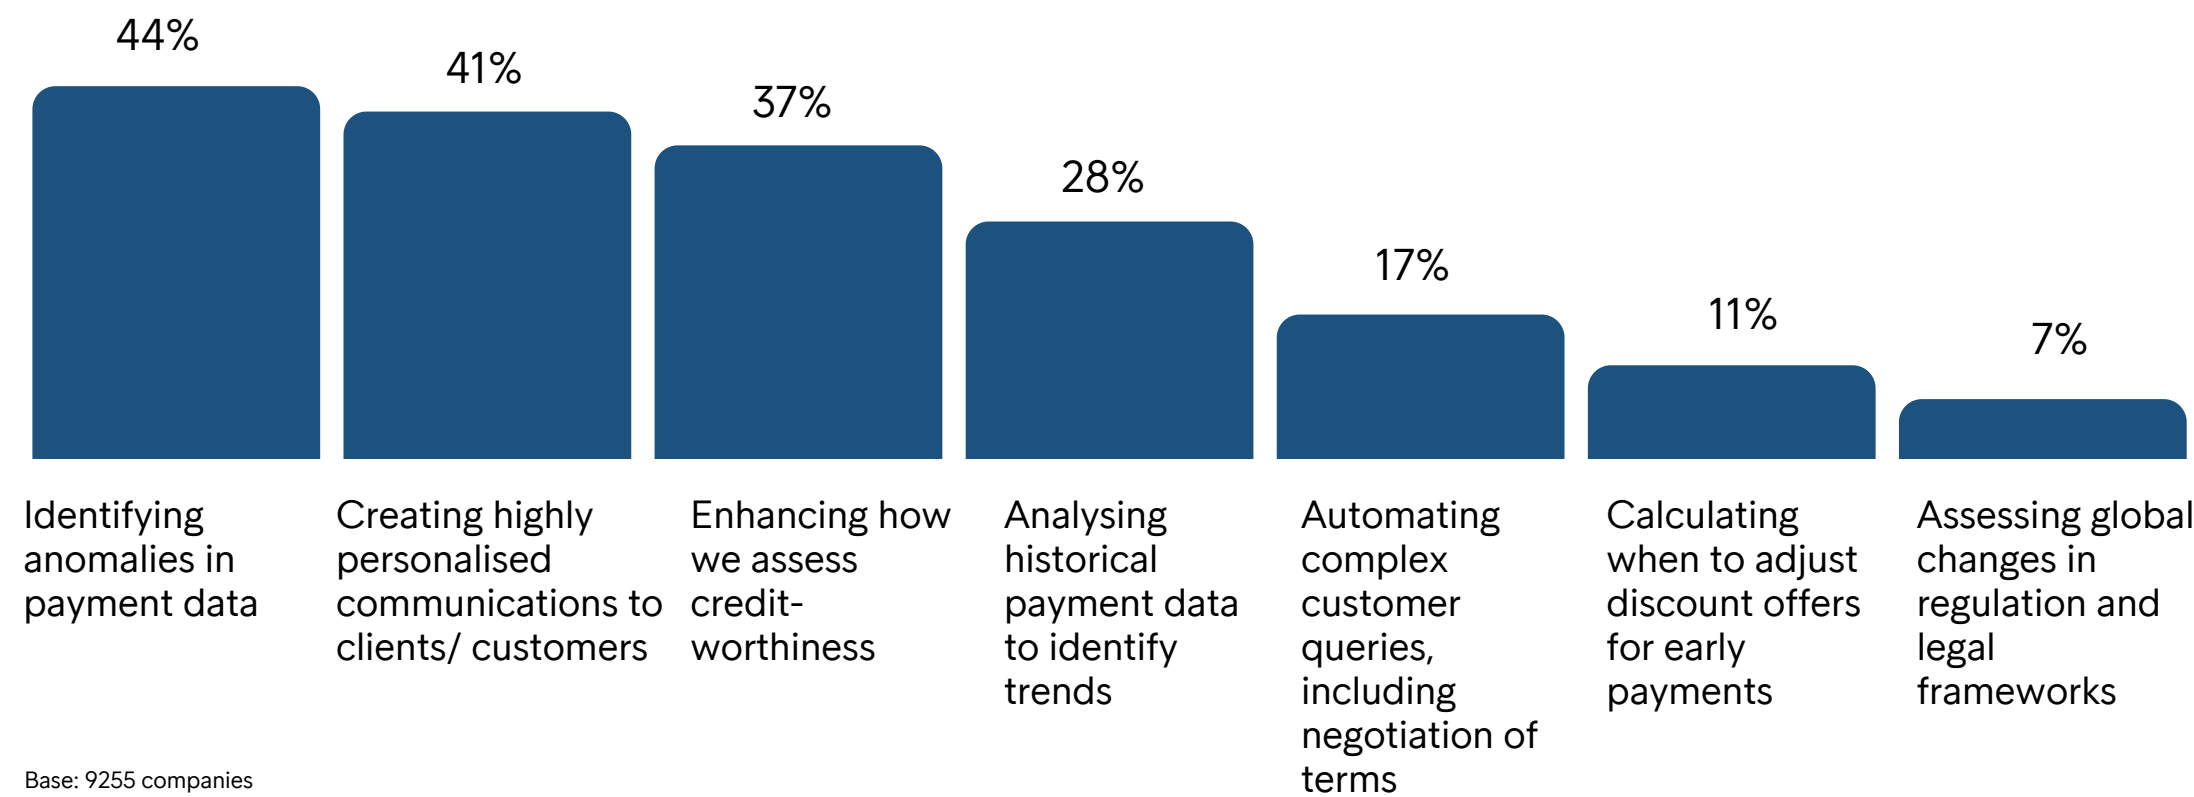 44%
41%
37%
28%
17%
11%
7%
Identifying
anomalies in
payment data
Creating highly
personalised
communications to
clients/ customers
Enhancing how
we assess
credit-
worthiness
Analysing
historical
payment data
to identify
trends
Automating
complex
customer
queries,
including
negotiation of
terms
Calculating
when to adjust
discount offers
for early
payments
Assessing global
changes in
regulation and
legal
frameworks
Base: 9255 companies